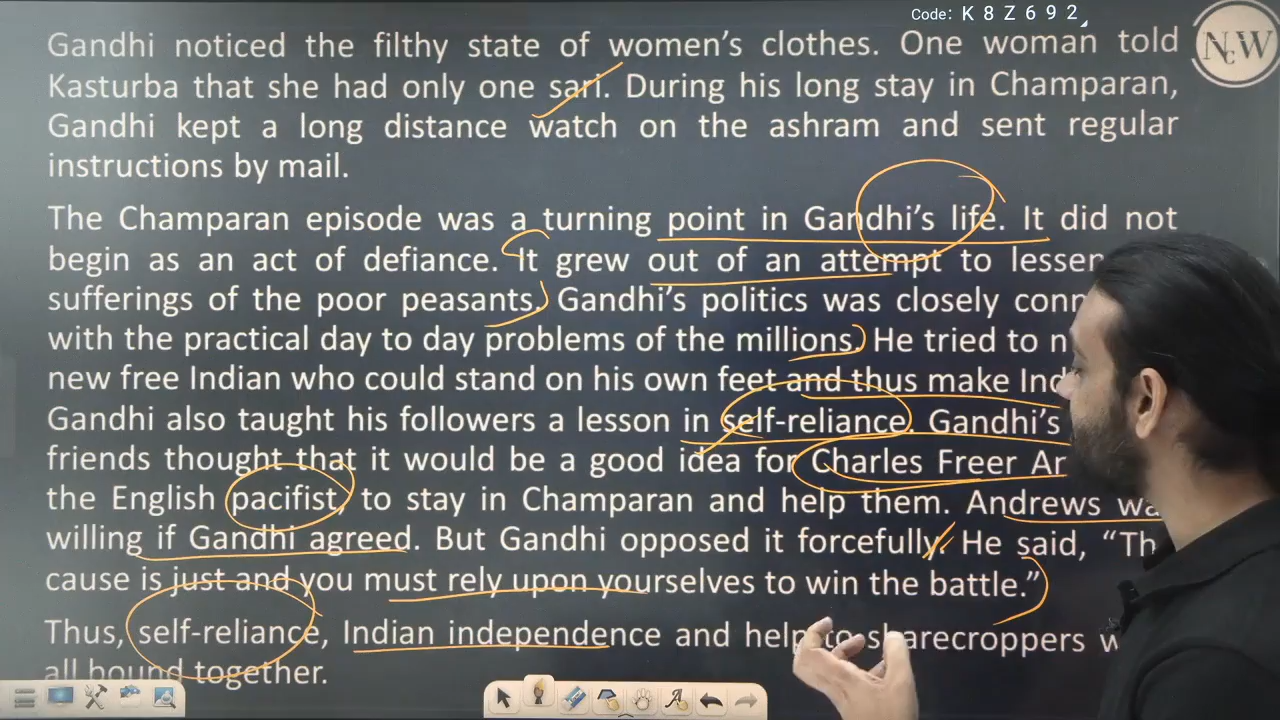 Code: K 8 Z 6 9 2
NcW
Gandhi noticed the filthy state of women's clothes. One woman told
Kasturba that she had only one sari. During his long stay in Champaran,
Gandhi kept a long distance watch on the ashram and sent regular
instructions by mail.
The Champaran episode was a turning point in Gandhi's life. It did not
begin as an act of defiance. It grew out of an attempt to lessen
sufferings of the poor peasants. Gandhi's politics was closely conn
with the practical day to day problems of the millions. He tried to
new free Indian who could stand on his own feet and thus make Ind
Gandhi also taught his followers a lesson in self-reliance. Gandhi's
friends thought that it would be a good idea for Charles Freer
the English pacifist, to stay in Champaran and help them. Andrews
willing if Gandhi agreed. But Gandhi opposed it forcefully. He said, "Th
cause is just and you must rely upon yourselves to win the battle."
Thus, self-reliance, Indian independence and help to sharecroppers
all bound together.